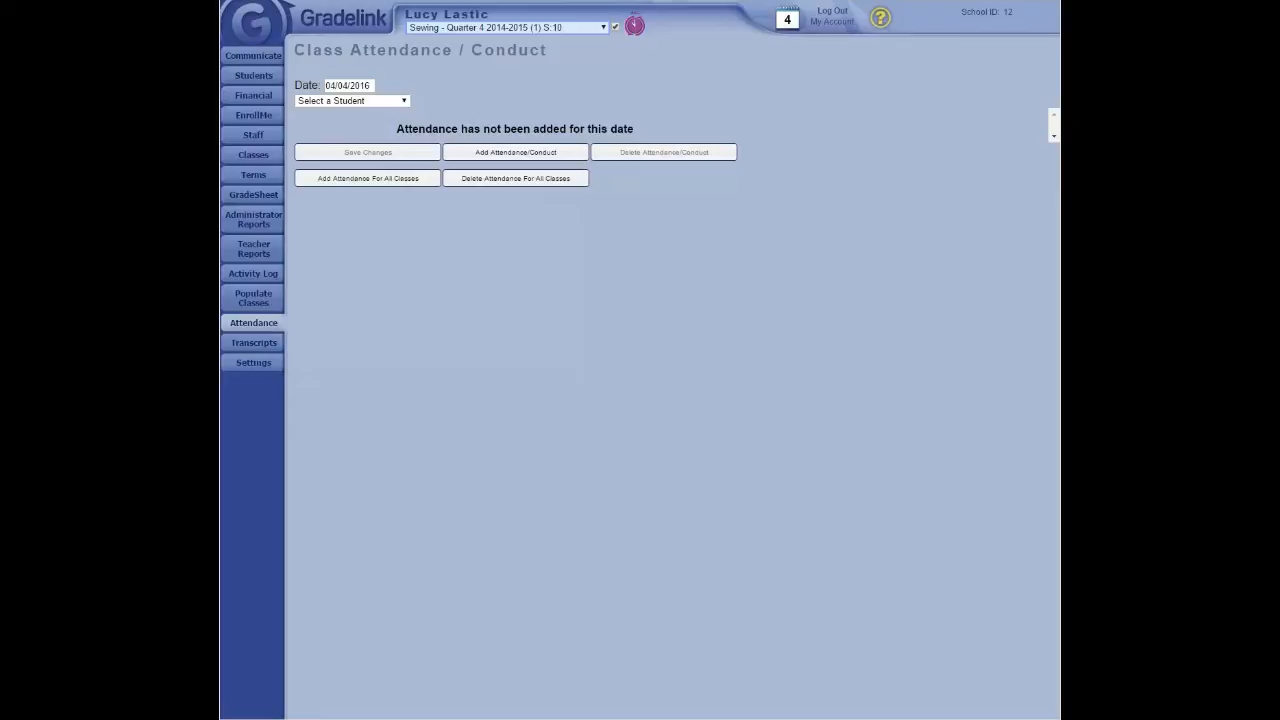 Gradelink
Lucy Lastic
Sewing - Quarter 4 2014-2015 (1) S:10
4
Log Out
My Account
?
School ID: 12
Class Attendance / Conduct
Date: 04/04/2016
Select a Student
Attendance has not been added for this date
Save Changes
Add Attendance/Conduct
Delete Attendance/Conduct
Add Attendance For All Classes
Delete Attendance For All Classes
Communicate
Students
Financial
EnrollMe
Staff
Classes
Terms
GradeSheet
Administrator
Reports
Teacher
Reports
Activity Log
Populate
Classes
Attendance
Transcripts
Settings